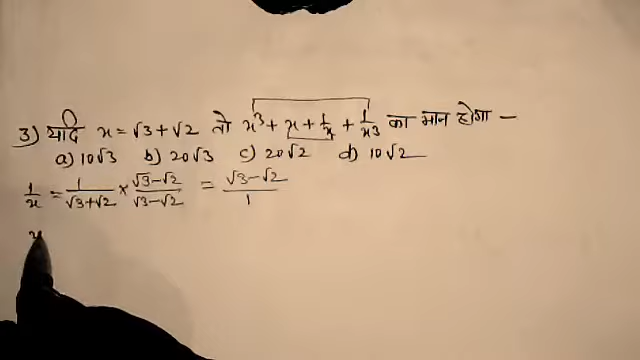 3) यदि x = √3 + √2 तो x³ + x + 1/x + 1/x³ का मान होगा –
a) 10√3 b) 20√3 c) 20√2 d) 10√2
1/x = 1/(√3+√2) × (√3-√2)/(√3-√2) = (√3-√2)/1
x